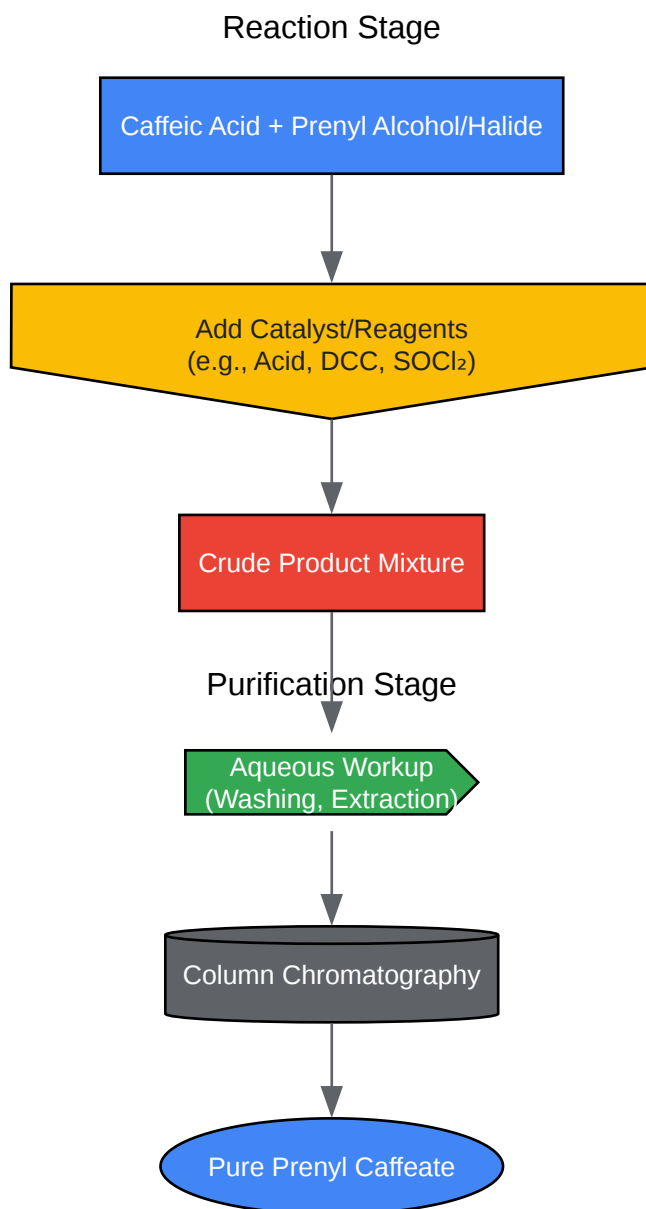 Reaction Stage
Caffeic Acid + Prenyl Alcohol/Halide
Add Catalyst/Reagents
(e.g., Acid, DCC, SOCl₂)
Crude Product Mixture
Purification Stage
Aqueous Workup
(Washing, Extraction)
Column Chromatography
Pure Prenyl Caffeate